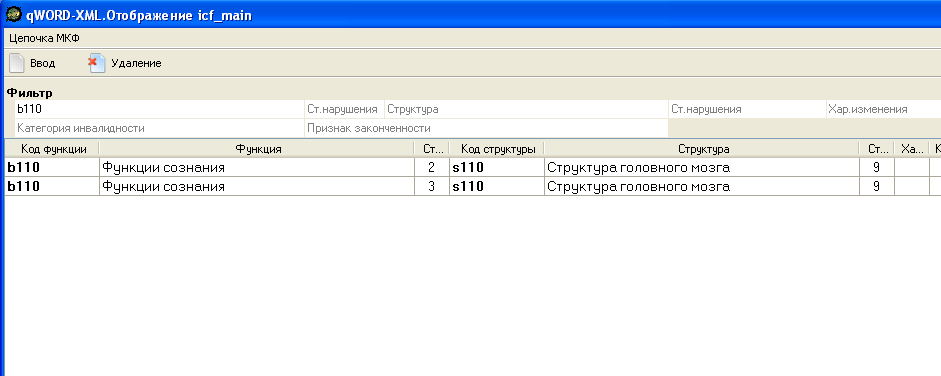 qWORD-XML.Отображение icf_main
Цепочка МКФ
Ввод Удаление
Фильтр
b110 Ст.нарушения Структура Ст.нарушения Хар.изменения
Категория инвалидности Признак законченности
Код функции Функция Ст... Код структуры Структура Ст... Ха... К
b110 Функции сознания 2 s110 Структура головного мозга 9
b110 Функции сознания 3 s110 Структура головного мозга 9